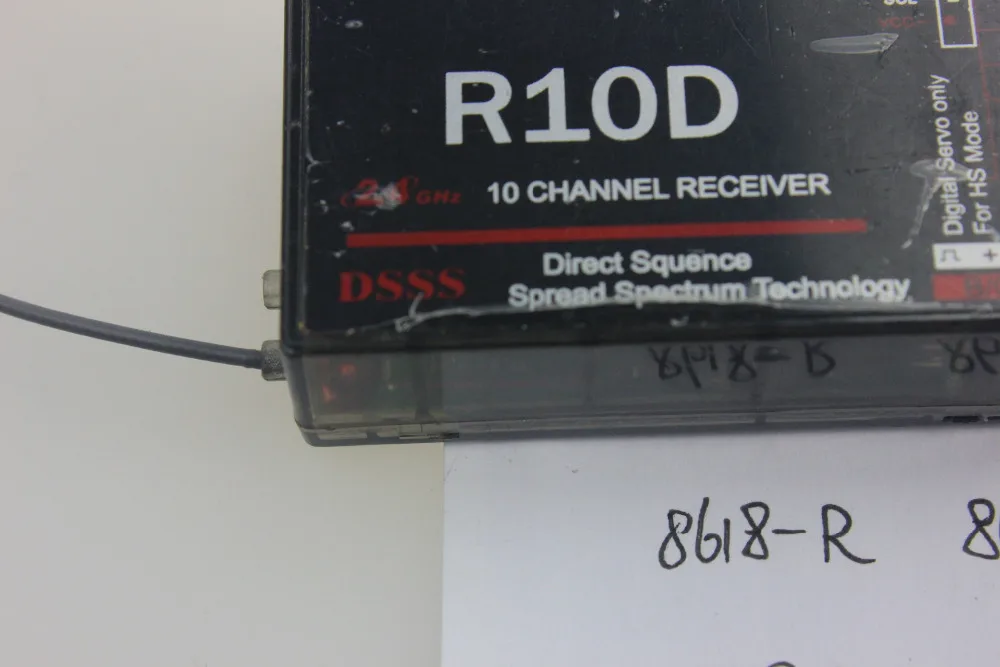 R10D
2.4GHz 10 CHANNEL RECEIVER
DSSS
Direct Squence
Spread Spectrum Technology
Digital Servo only
For HS Mode
8618-R
8618-R